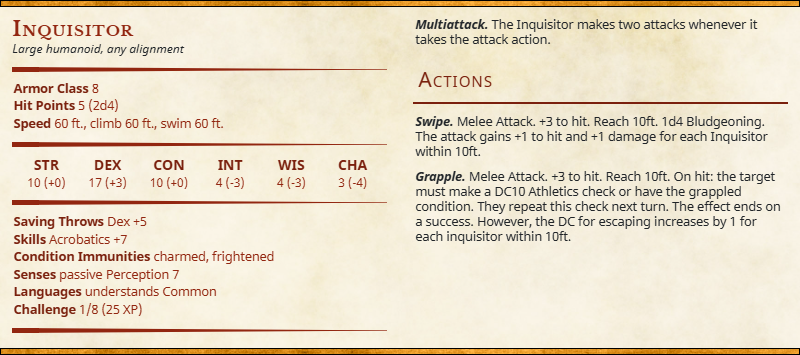 Inquisitor
Large humanoid, any alignment
Armor Class 8
Hit Points 5 (2d4)
Speed 60 ft., climb 60 ft., swim 60 ft.
STR DEX CON INT WIS CHA
10 (+0) 17 (+3) 10 (+0) 4 (-3) 4 (-3) 3 (-4)
Saving Throws Dex +5
Skills Acrobatics +7
Condition Immunities charmed, frightened
Senses passive Perception 7
Languages understands Common
Challenge 1/8 (25 XP)
Multiattack. The Inquisitor makes two attacks whenever it
takes the attack action.
Actions
Swipe. Melee Attack. +3 to hit. Reach 10ft. 1d4 Bludgeoning.
The attack gains +1 to hit and +1 damage for each Inquisitor
within 10ft.
Grapple. Melee Attack. +3 to hit. Reach 10ft. On hit: the target
must make a DC10 Athletics check or have the grappled
condition. They repeat this check next turn. The effect ends on
a success. However, the DC for escaping increases by 1 for
each inquisitor within 10ft.